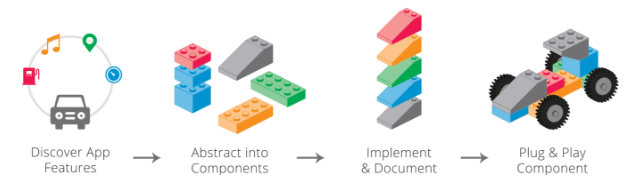 Discover App
Features
Abstract into
Components
Implement
& Document
Plug & Play
Component